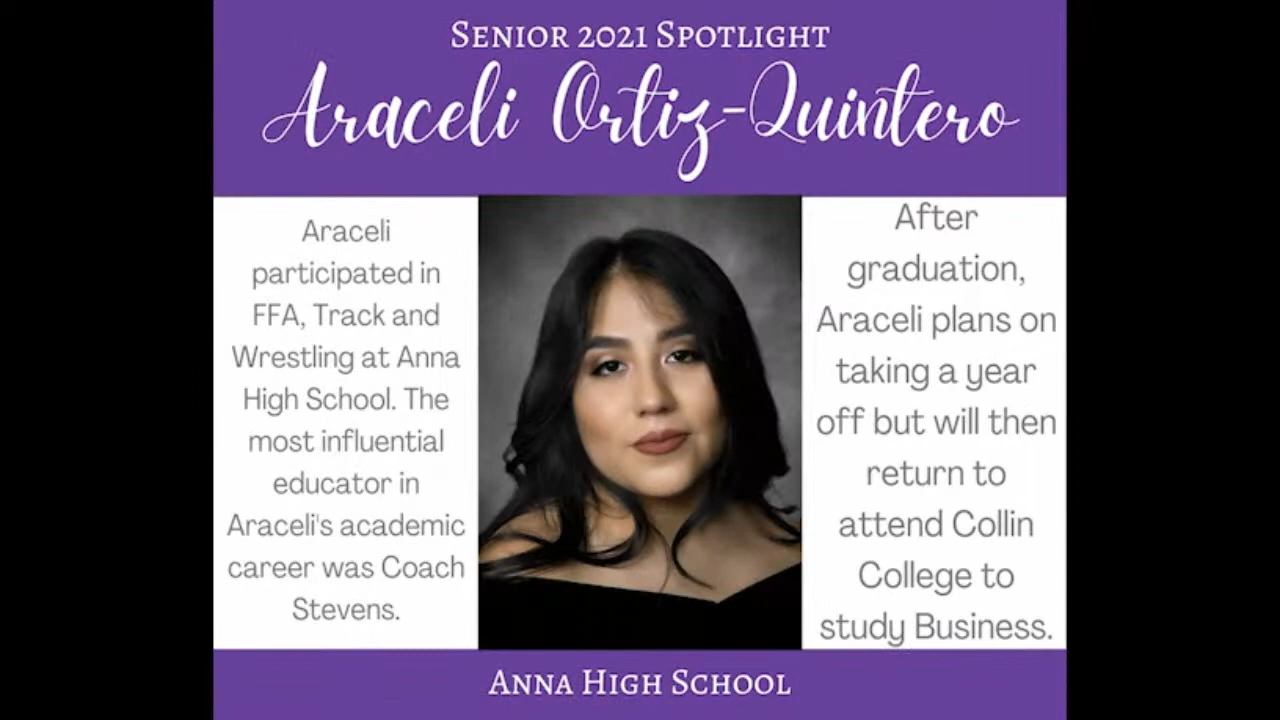 Senior 2021 Spotlight
Araceli Ortiz-Quintero
Araceli
participated in
FFA, Track and
Wrestling at Anna
High School. The
most influential
educator in
Araceli's academic
career was Coach
Stevens.
After
graduation,
Araceli plans on
taking a year
off but will then
return to
attend Collin
College to
study Business.
Anna High School